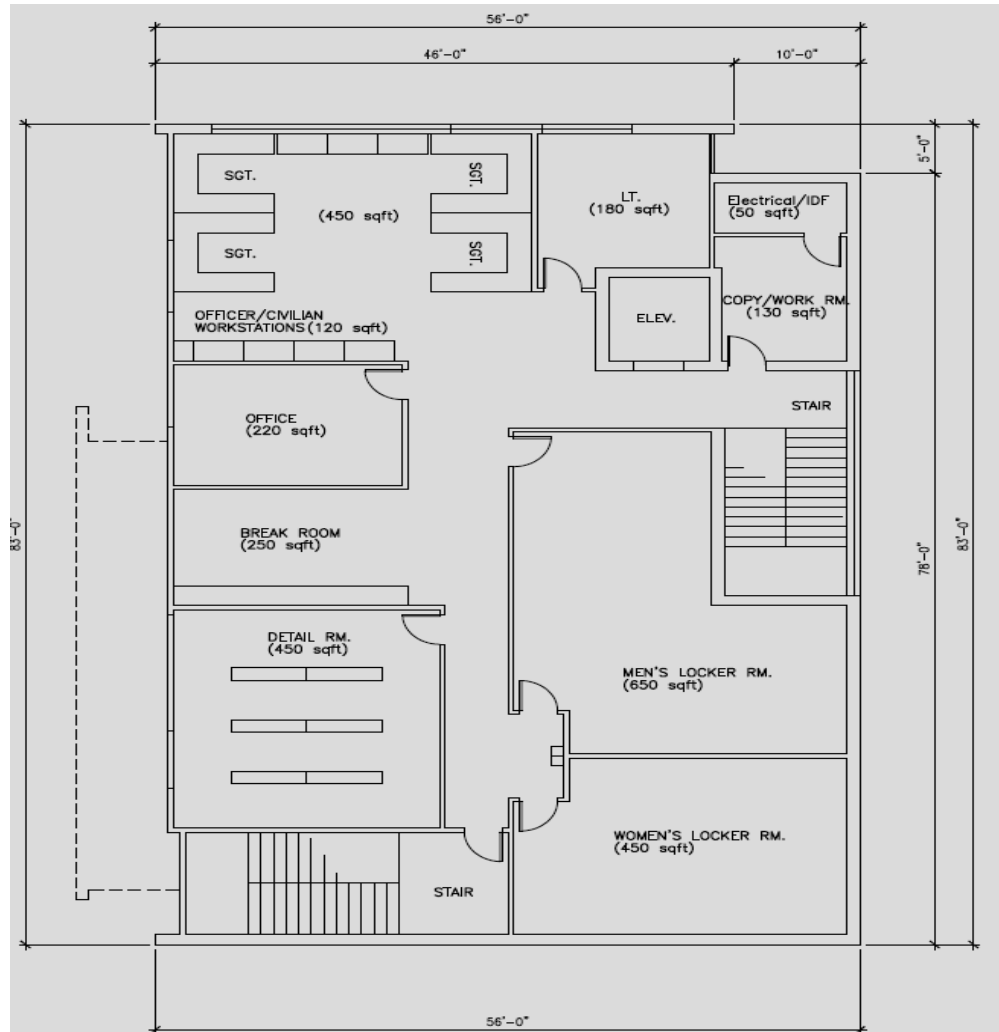 56'-0"
46'-0"
10'-0"
5'-0"
SGT.
SGT.
(450 sqft)
LT.
(180 sqft)
Electrical/IDF
(50 sqft)
SGT.
SGT.
OFFICER/CIVILIAN
WORKSTATIONS (120 sqft)
ELEV.
COPY/WORK RM.
(130 sqft)
STAIR
OFFICE
(220 sqft)
BREAK ROOM
(250 sqft)
83'-0"
78'-0"
83'-0"
DETAIL RM.
(450 sqft)
MEN'S LOCKER RM.
(650 sqft)
WOMEN'S LOCKER RM.
(450 sqft)
STAIR
56'-0"